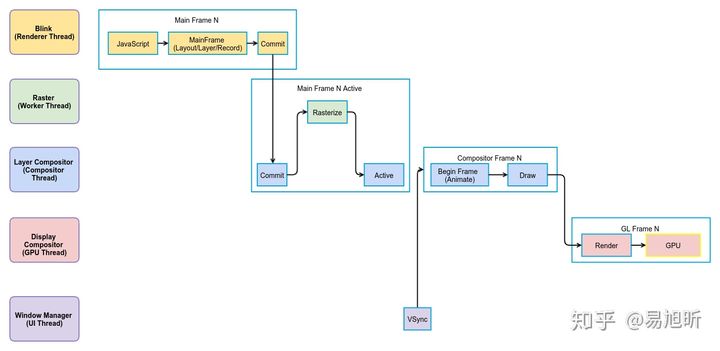 Blink
(Renderer Thread)
Main Frame N
JavaScript
MainFrame
(Layout/Layer/Record)
Commit
Raster
(Worker Thread)
Main Frame N Active
Rasterize
Layer Compositor
(Compositor
Thread)
Commit
Active
Compositor Frame N
Begin Frame
(Animate)
Draw
Display
Compositor
(GPU Thread)
GL Frame N
Render
GPU
Window Manager
(UI Thread)
VSync
知乎 @易旭昕